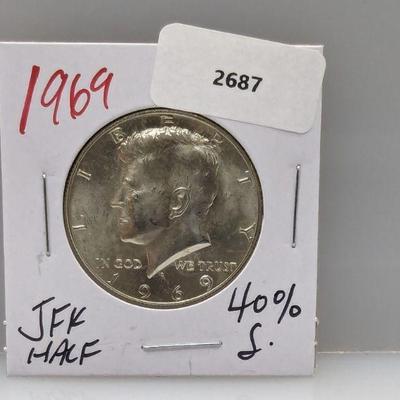 1969
2687
LIBERTY
IN GOD WE TRUST
1969
JFK
HALF
40%
S.